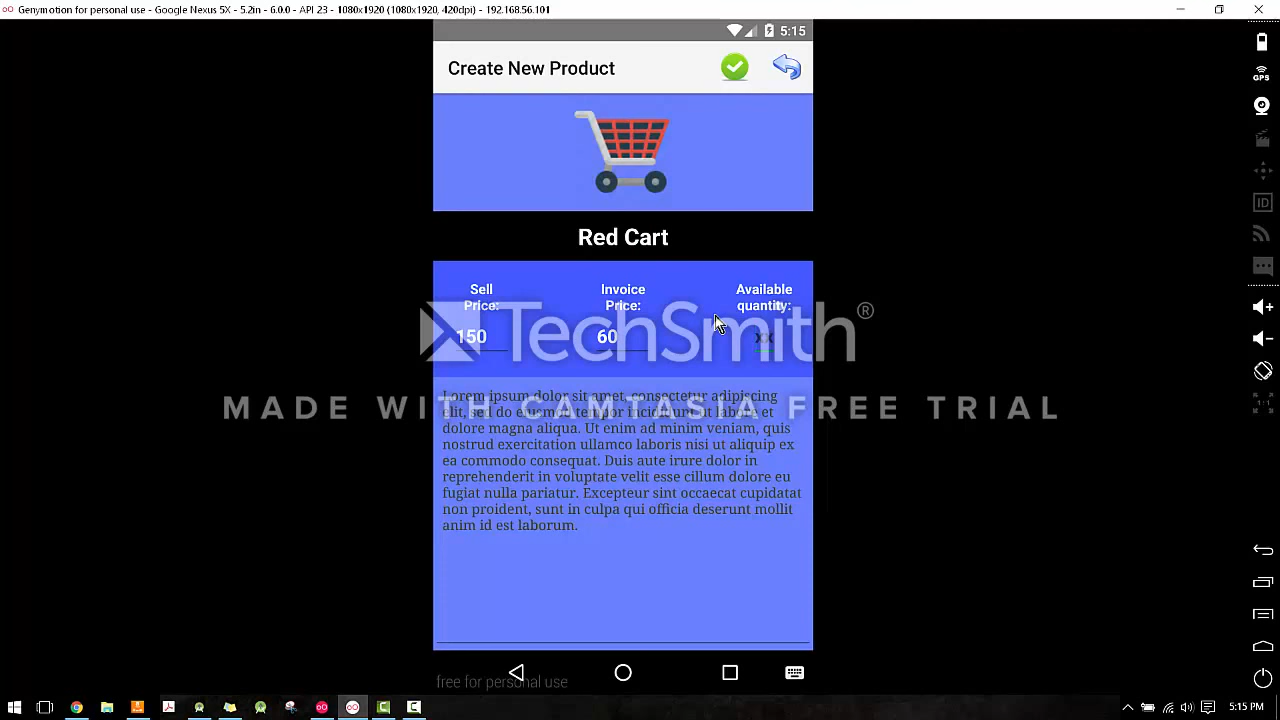 Genymotion for personal use - Google Nexus 5X - 5.2in - 6.0.0 - API 23 - 1080x1920 (1080x1920, 420dpi) - 192.168.56.101
5:15
Create New Product
Red Cart
Sell Price:
Invoice Price:
Available quantity:
150
60
xx
TechSmith®
MADE WITH CAMTASIA FREE TRIAL
Lorem ipsum dolor sit amet, consectetur adipiscing
elit, sed do eiusmod tempor incididunt ut labore et
dolore magna aliqua. Ut enim ad minim veniam, quis
nostrud exercitation ullamco laboris nisi ut aliquip ex
ea commodo consequat. Duis aute irure dolor in
reprehenderit in voluptate velit esse cillum dolore eu
fugiat nulla pariatur. Excepteur sint occaecat cupidatat
non proident, sunt in culpa qui officia deserunt mollit
anim id est laborum.
free for personal use
GPS
ID
1:1
5:15 PM